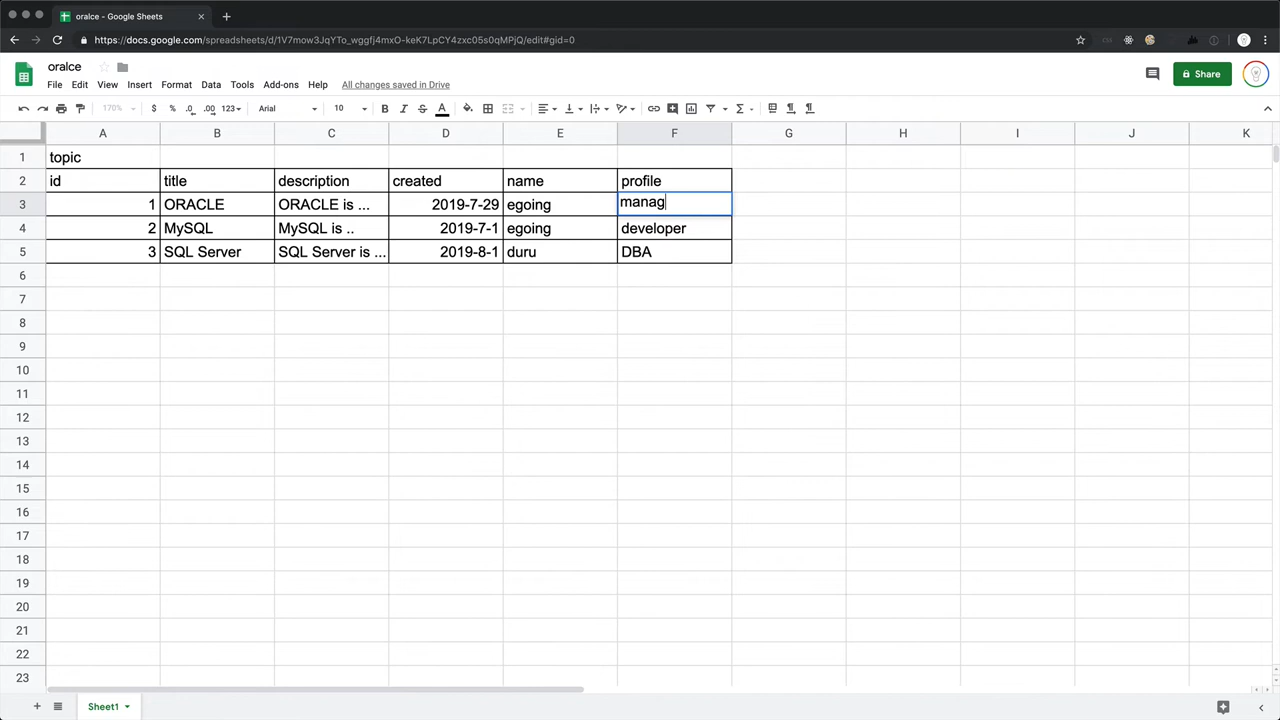 oralce - Google Sheets
https://docs.google.com/spreadsheets/d/1V7mow3JqYTo_wggfj4mxO-keK7LpCY4zxc05s0qMPjQ/edit#gid=0
oralce
File Edit View Insert Format Data Tools Add-ons Help All changes saved in Drive
Share
170% $ % .0 .00 123 Arial 10 B I S A
A B C D E F G H I J K
1 topic
2 id title description created name profile
3 1 ORACLE ORACLE is ... 2019-7-29 egoing manag
4 2 MySQL MySQL is .. 2019-7-1 egoing developer
5 3 SQL Server SQL Server is ... 2019-8-1 duru DBA
6
7
8
9
10
11
12
13
14
15
16
17
18
19
20
21
22
23
Sheet1